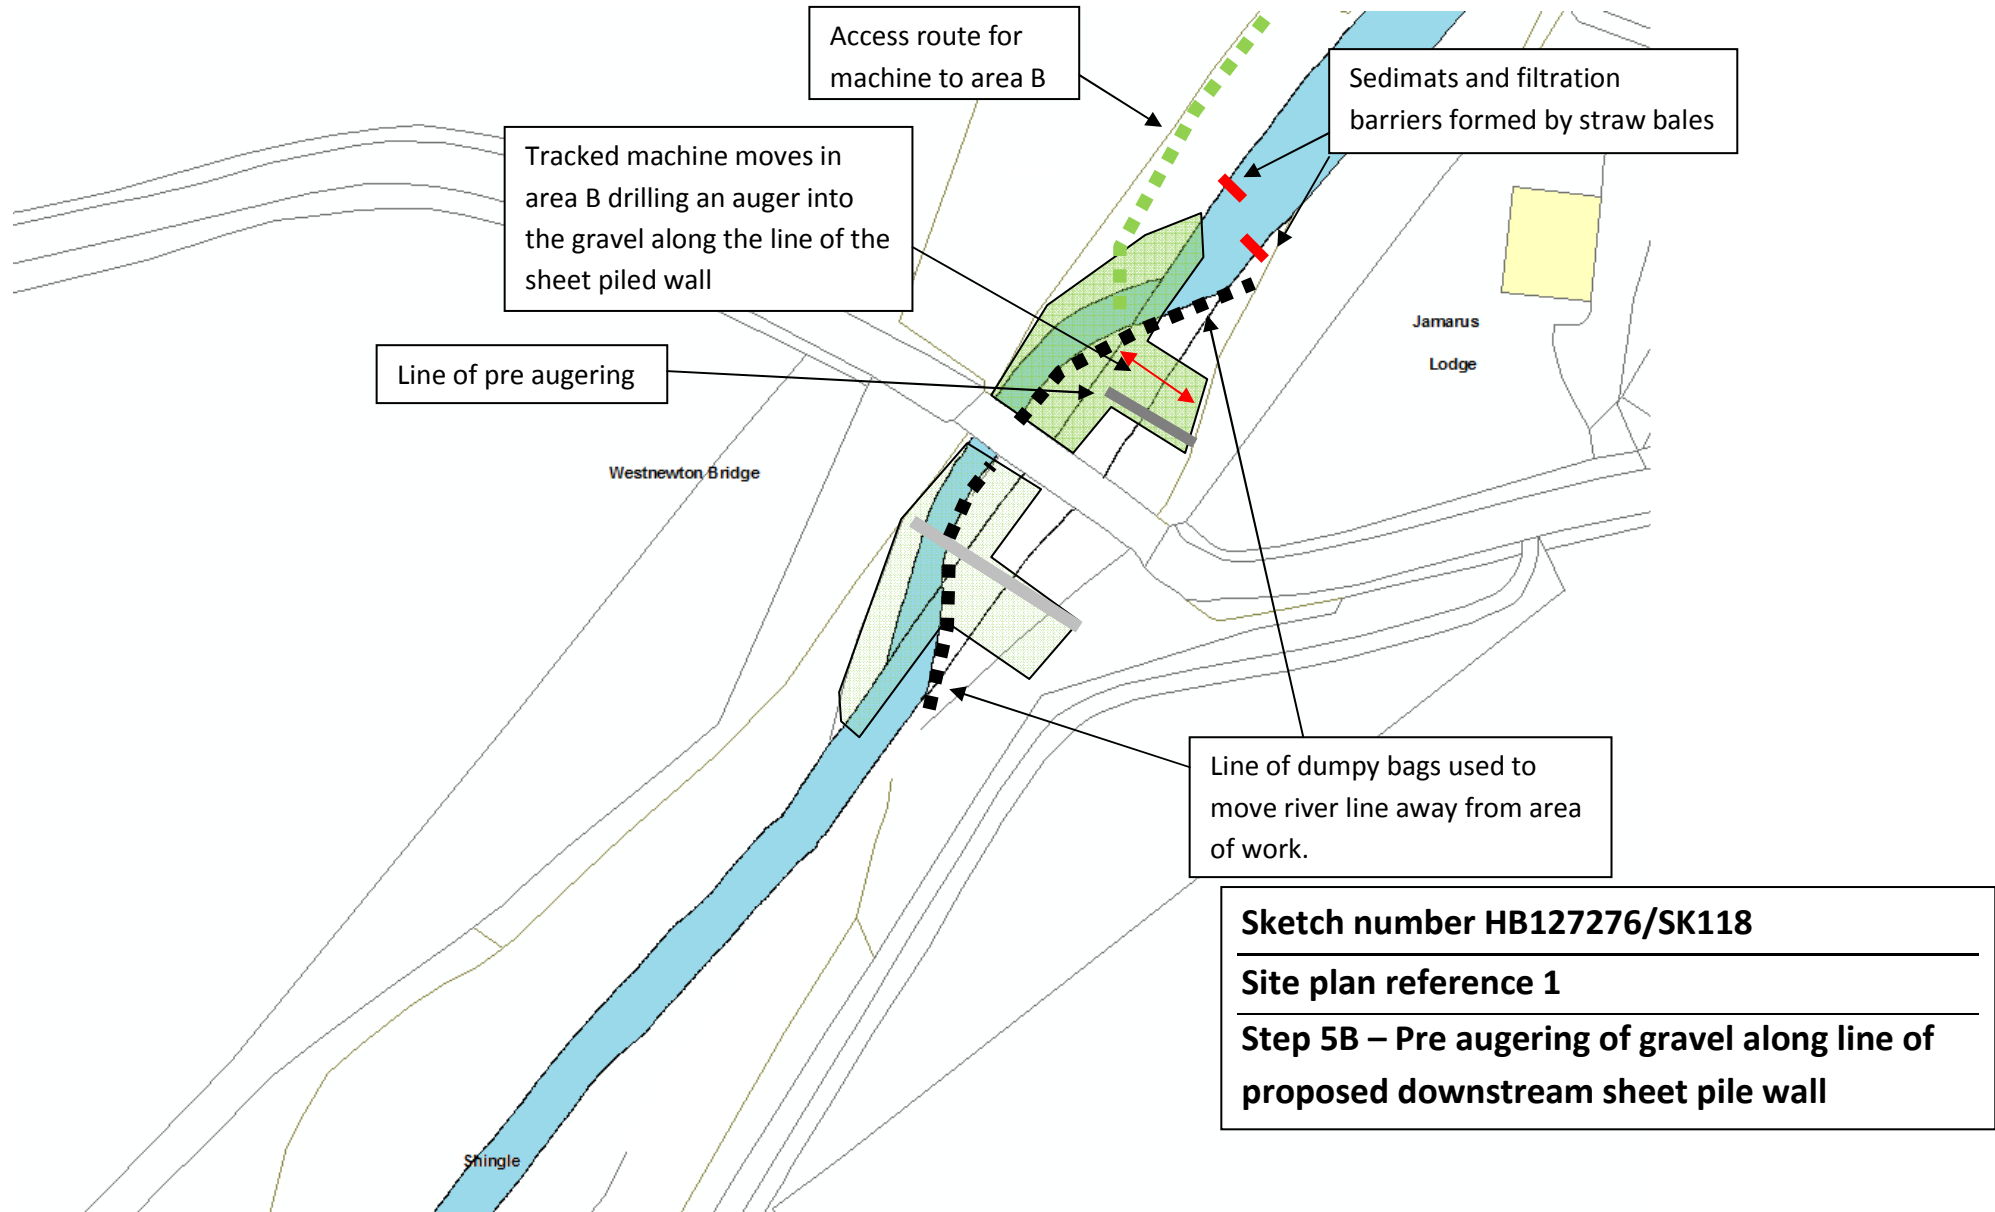 Access route for
machine to area B
Sedimats and filtration
barriers formed by straw bales
Tracked machine moves in
area B drilling an auger into
the gravel along the line of the
sheet piled wall
Jamarus
Lodge
Line of pre augering
Westnewton Bridge
Line of dumpy bags used to
move river line away from area
of work.
Sketch number HB127276/SK118
Site plan reference 1
Step 5B – Pre augering of gravel along line of
proposed downstream sheet pile wall
Shingle